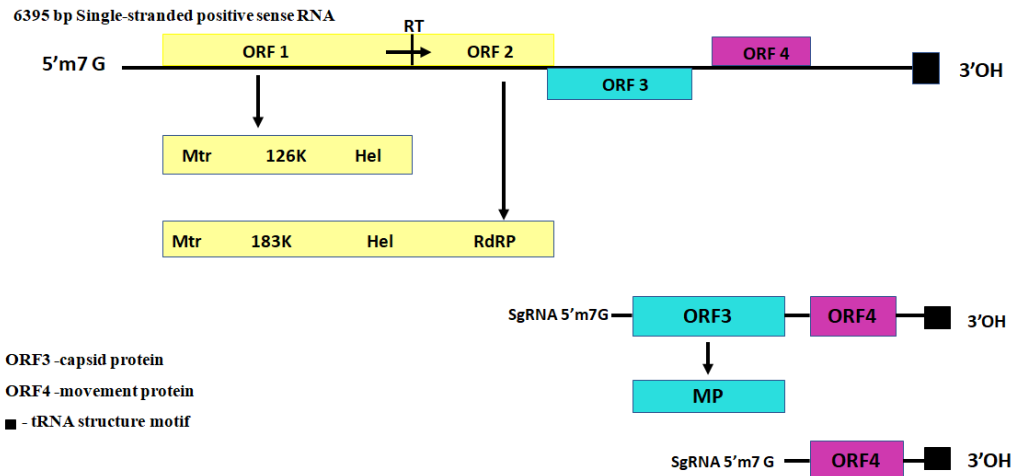 6395 bp Single-stranded positive sense RNA
RT
ORF 1
ORF 2
ORF 4
5'm7 G
3'OH
ORF 3
Mtr 126K Hel
Mtr 183K Hel RdRP
SgRNA 5'm7G
ORF3
ORF4
3'OH
ORF3 -capsid protein
ORF4 -movement protein
MP
- tRNA structure motif
SgRNA 5'm7 G
ORF4
3'OH